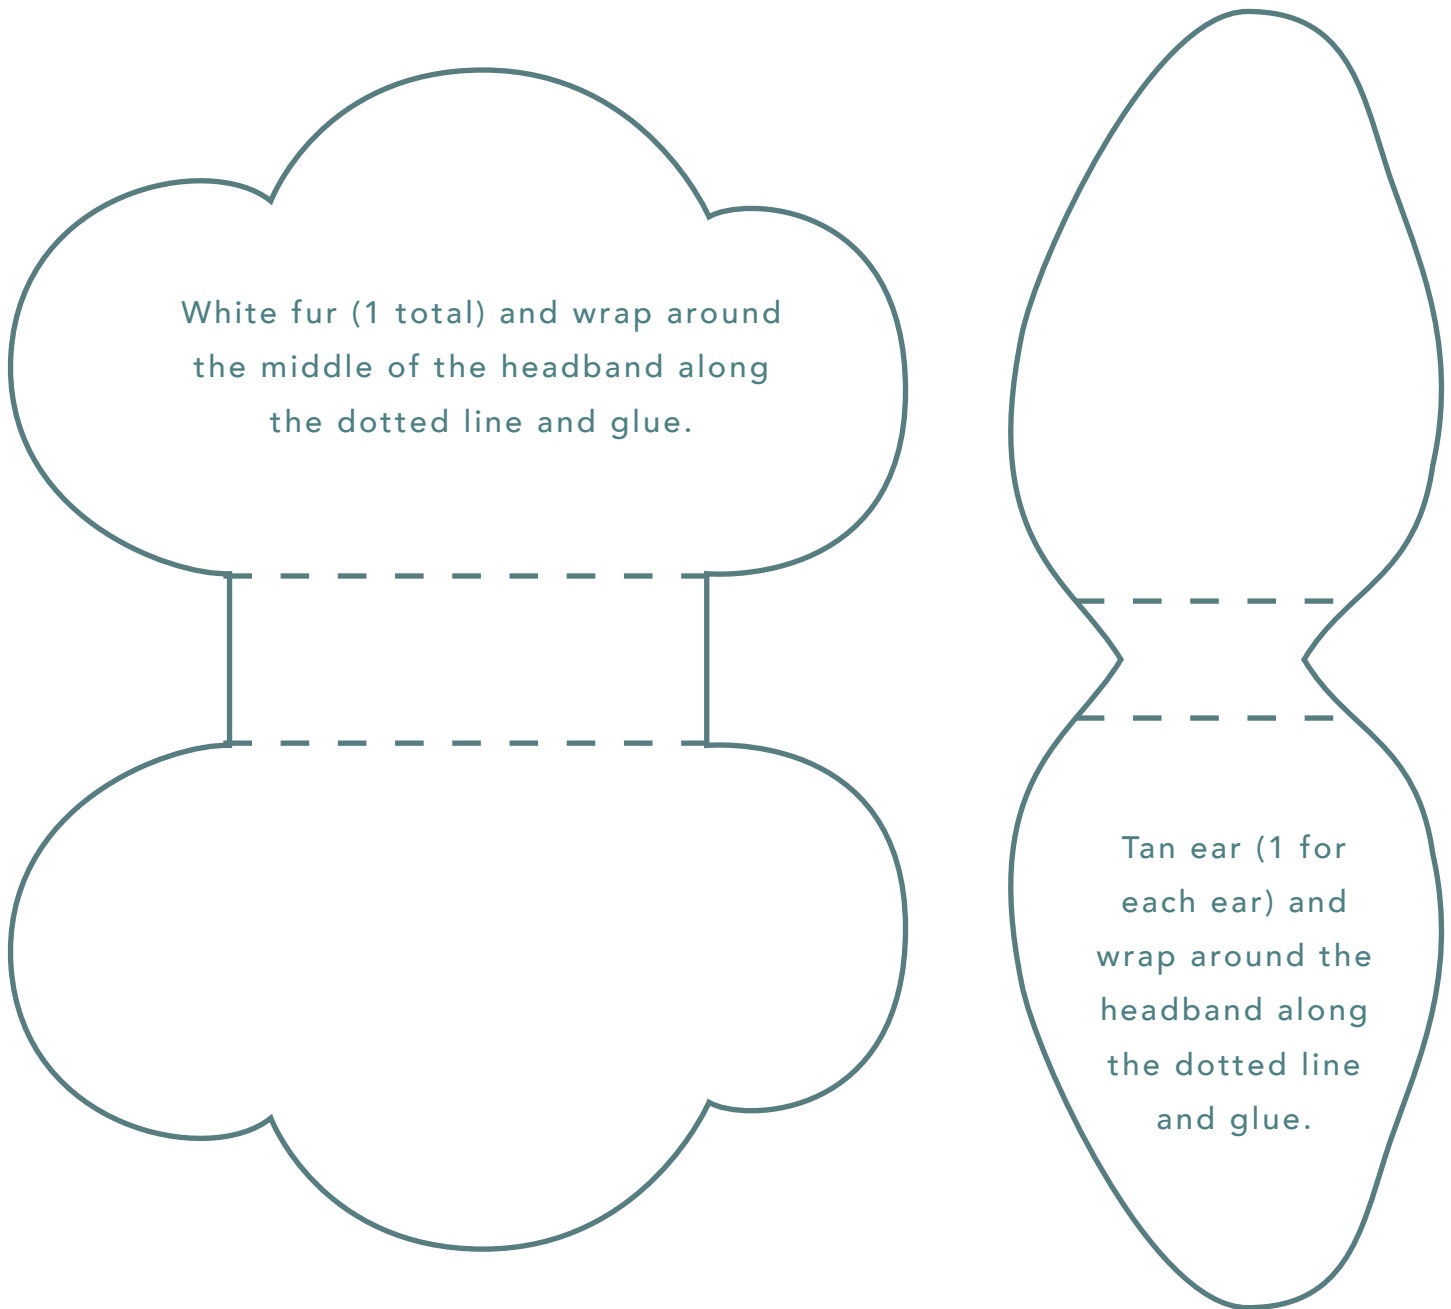 White fur (1 total) and wrap around
the middle of the headband along
the dotted line and glue.
Tan ear (1 for
each ear) and
wrap around the
headband along
the dotted line
and glue.